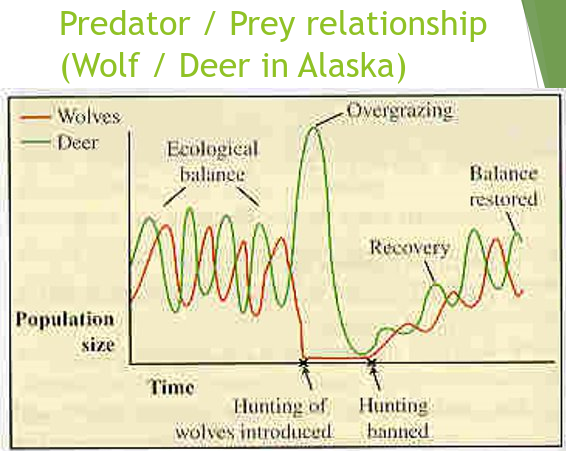 Predator / Prey relationship
(Wolf / Deer in Alaska)
Wolves
Deer
Overgrazing
Ecological
balance
Balance
restored
Recovery
Population
size
Time
Hunting of
wolves introduced
Hunting
banned